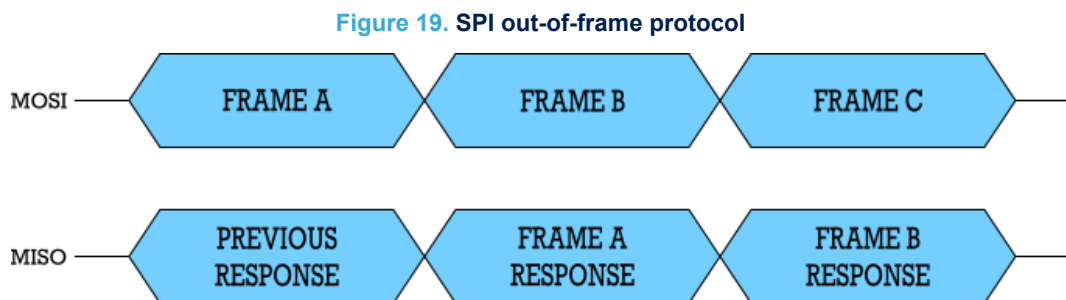 Figure 19. SPI out-of-frame protocol
MOSI
FRAME A
FRAME B
FRAME C
MISO
PREVIOUS
RESPONSE
FRAME A
RESPONSE
FRAME B
RESPONSE